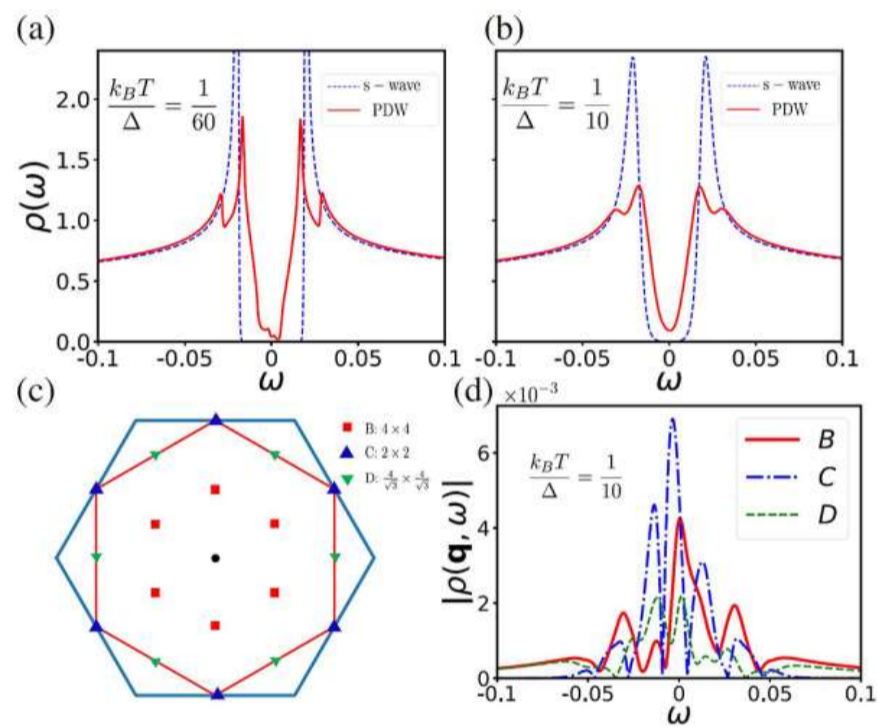 (a)
k_BT/Δ = 1/60
s – wave
PDW
ρ(ω)
2.0
1.5
1.0
0.5
0.0
-0.1 -0.05 0 0.05 0.1
ω
(b)
k_BT/Δ = 1/10
s – wave
PDW
-0.1 -0.05 0 0.05 0.1
ω
(c)
B: 4 × 4
C: 2 × 2
D: 4/√3 × 4/√3
(d)
×10⁻³
k_BT/Δ = 1/10
B
C
D
|ρ(q, ω)|
6
4
2
0
-0.1 -0.05 0 0.05 0.1
ω